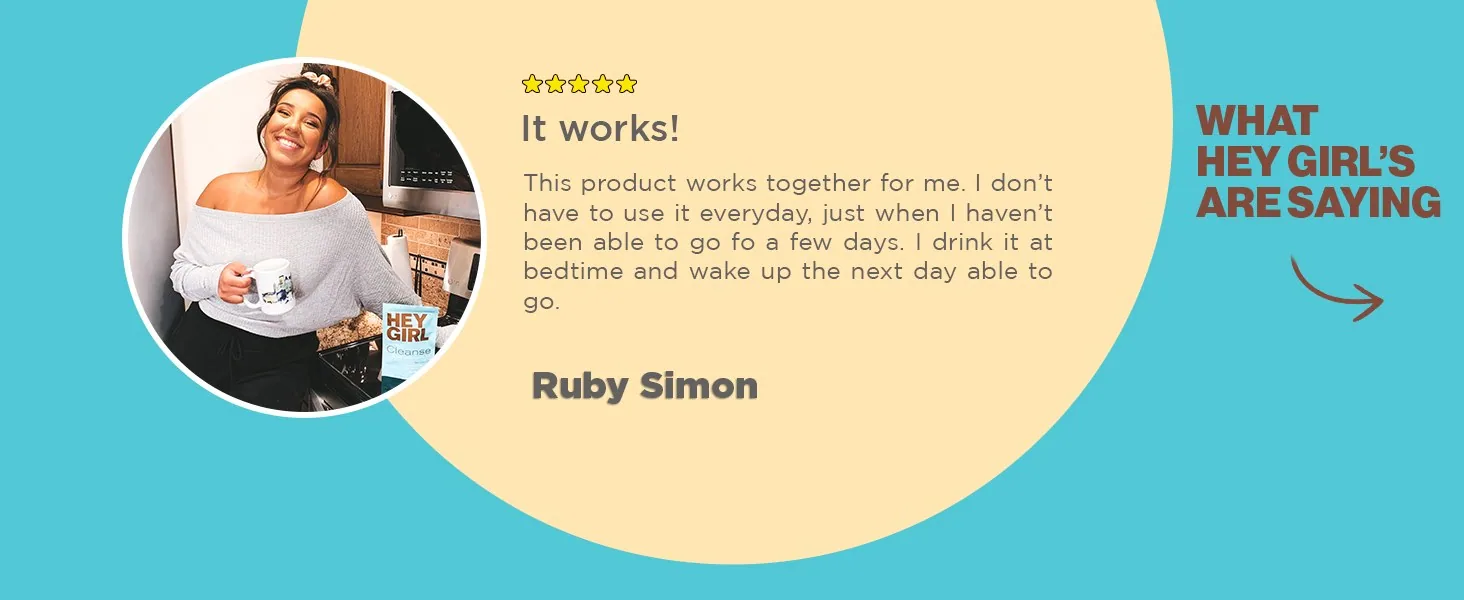 It works!
This product works together for me. I don't
have to use it everyday, just when I haven't
been able to go fo a few days. I drink it at
bedtime and wake up the next day able to
go.
Ruby Simon
HEY
GIRL
Cleanse
WHAT
HEY GIRL'S
ARE SAYING